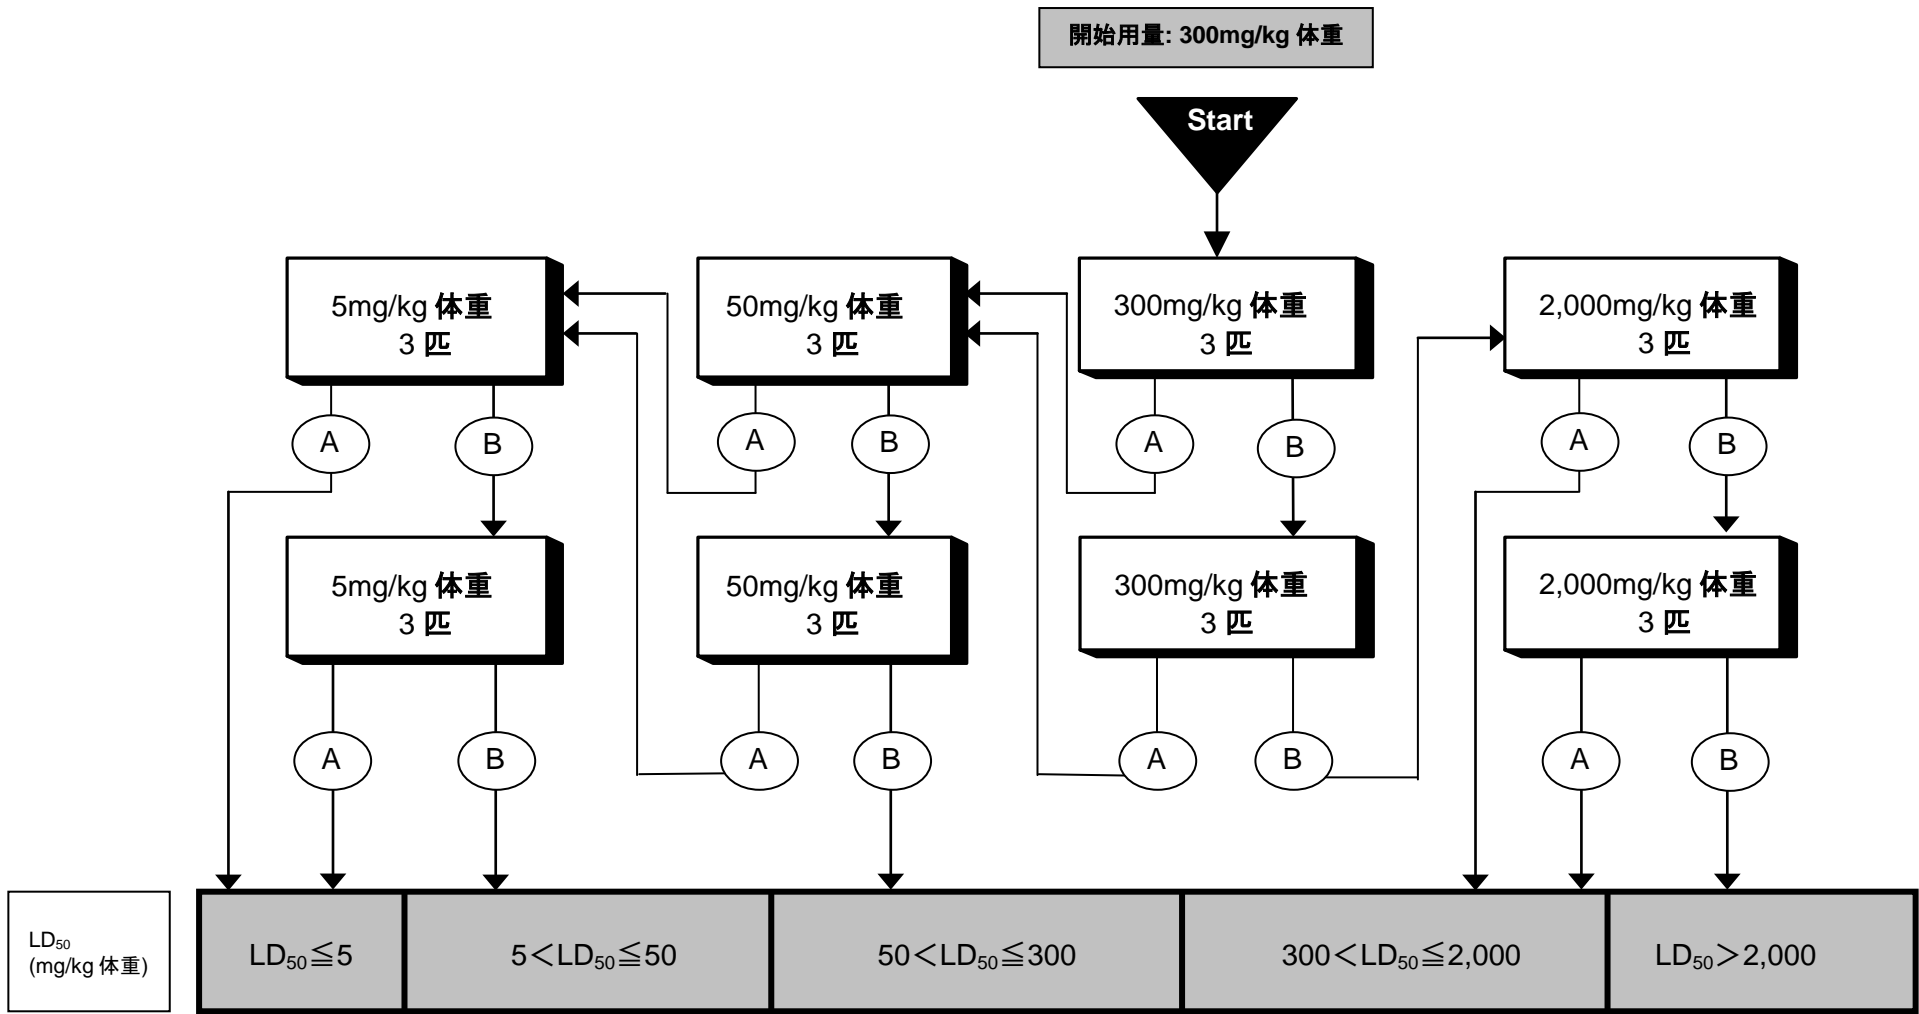 開始用量: 300mg/kg 体重
Start
5mg/kg 体重
3 匹
50mg/kg 体重
3 匹
300mg/kg 体重
3 匹
2,000mg/kg 体重
3 匹
A
B
A
B
A
B
A
B
5mg/kg 体重
3 匹
50mg/kg 体重
3 匹
300mg/kg 体重
3 匹
2,000mg/kg 体重
3 匹
A
B
A
B
A
B
A
B
LD₅₀
(mg/kg 体重)
LD₅₀≦5
5<LD₅₀≦50
50<LD₅₀≦300
300<LD₅₀≦2,000
LD₅₀>2,000